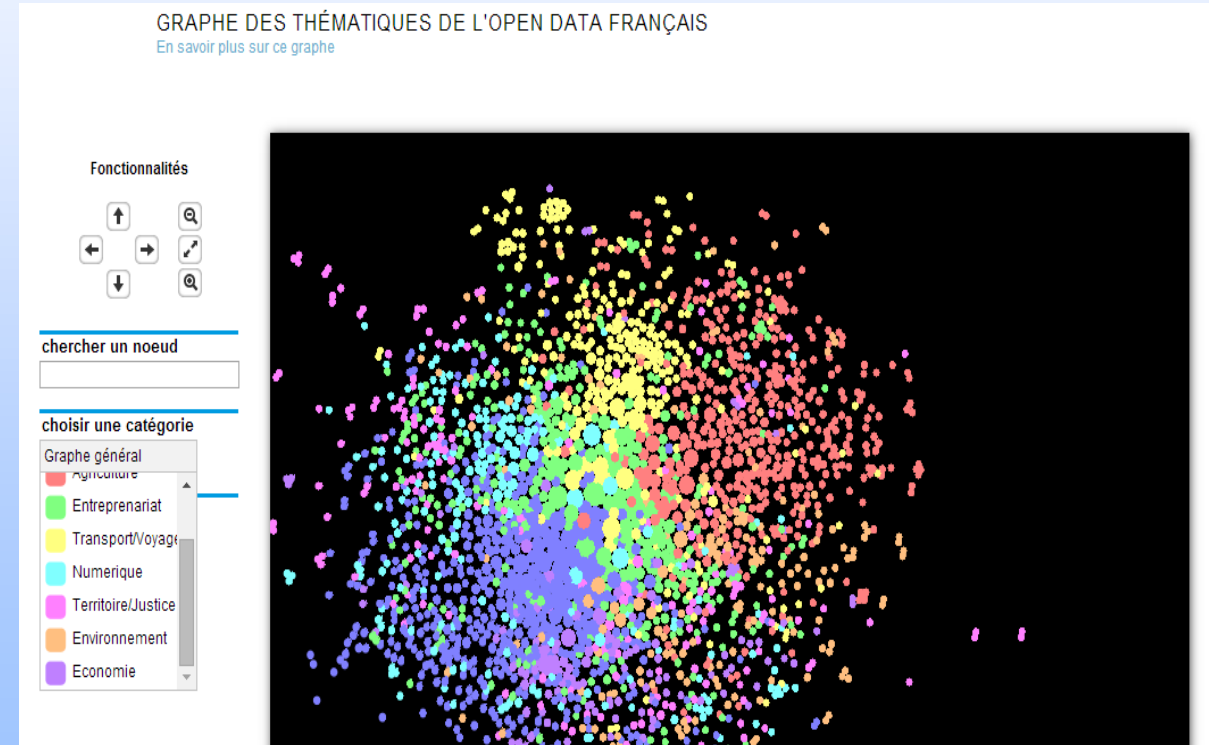 GRAPHE DES THÉMATIQUES DE L'OPEN DATA FRANÇAIS
En savoir plus sur ce graphe
Fonctionnalités
chercher un noeud
choisir une catégorie
Graphe général
Agriculture
Entreprenariat
Transport/Voyage
Numerique
Territoire/Justice
Environnement
Economie